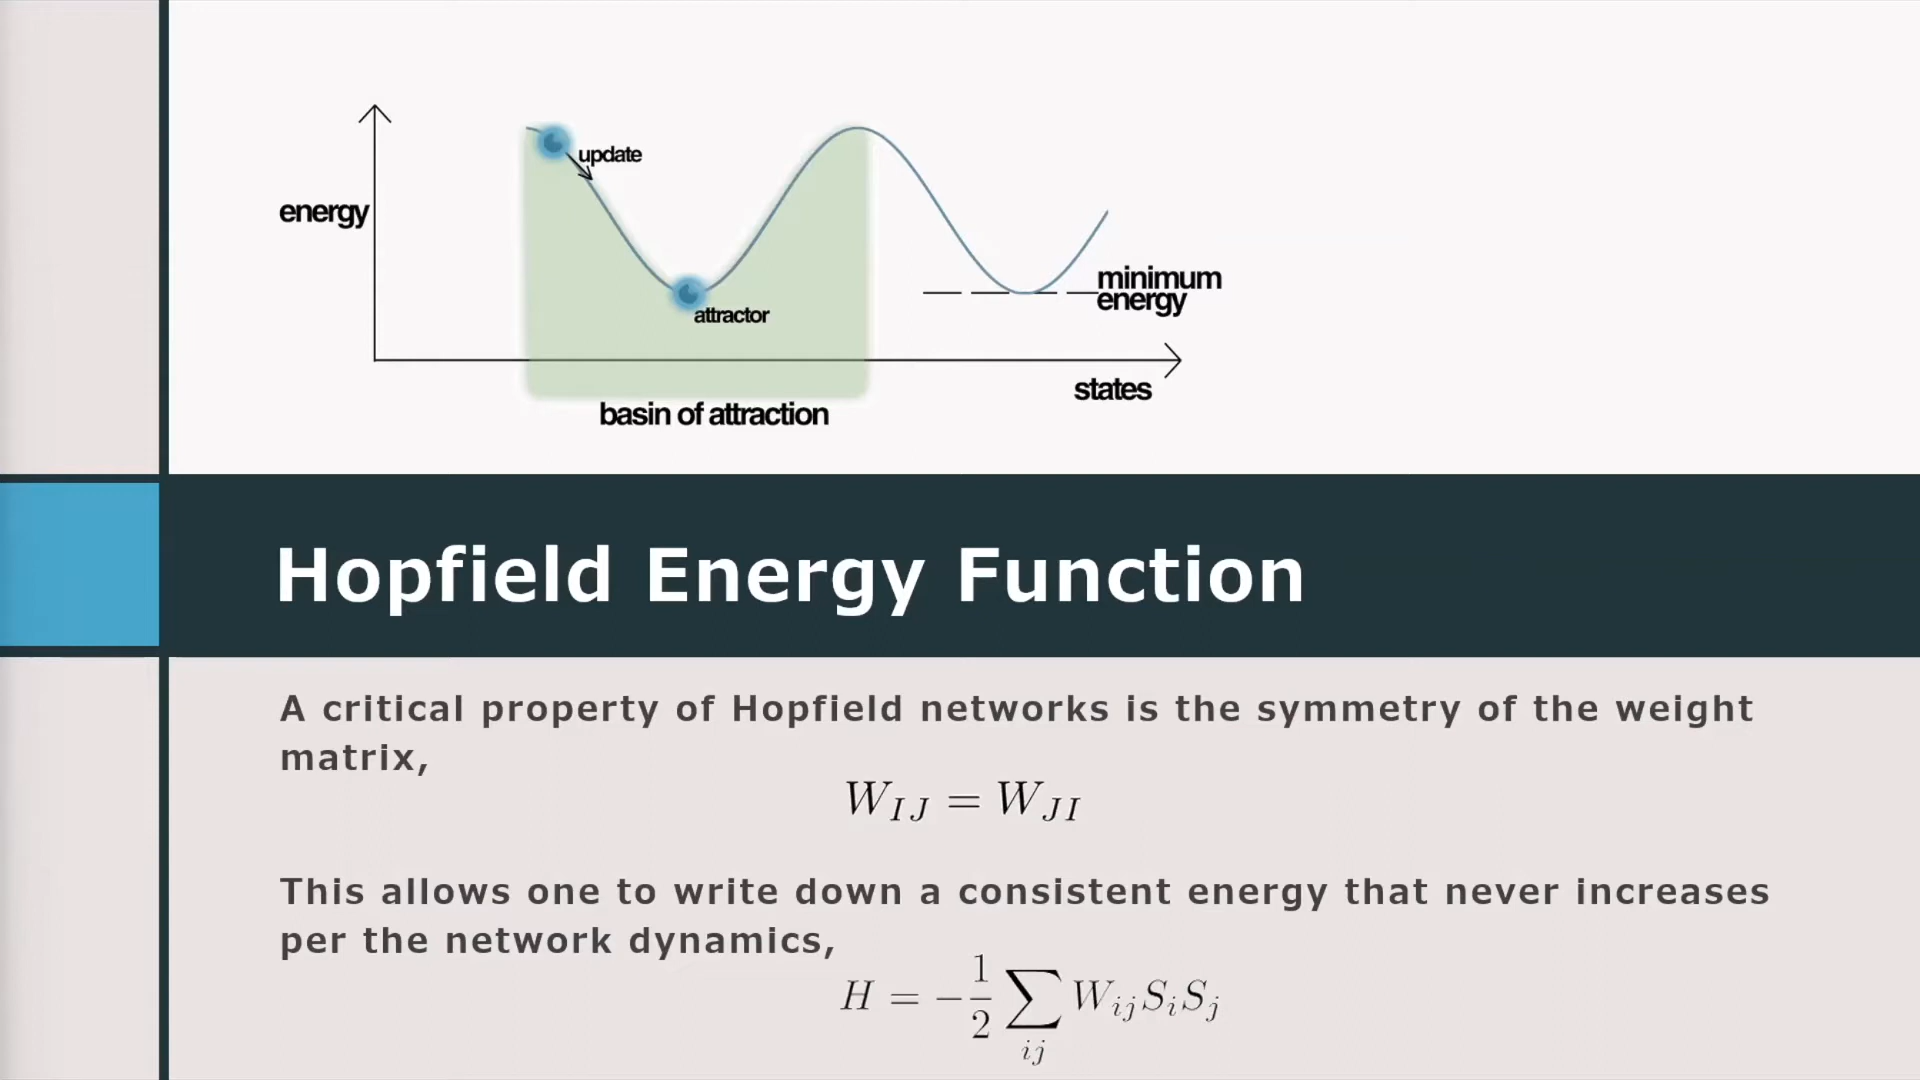 update
energy
attractor
minimum
energy
states
basin of attraction
Hopfield Energy Function
A critical property of Hopfield networks is the symmetry of the weight
matrix,
W_{IJ} = W_{JI}
This allows one to write down a consistent energy that never increases
per the network dynamics,
H = -\frac{1}{2} \sum_{ij} W_{ij} S_i S_j